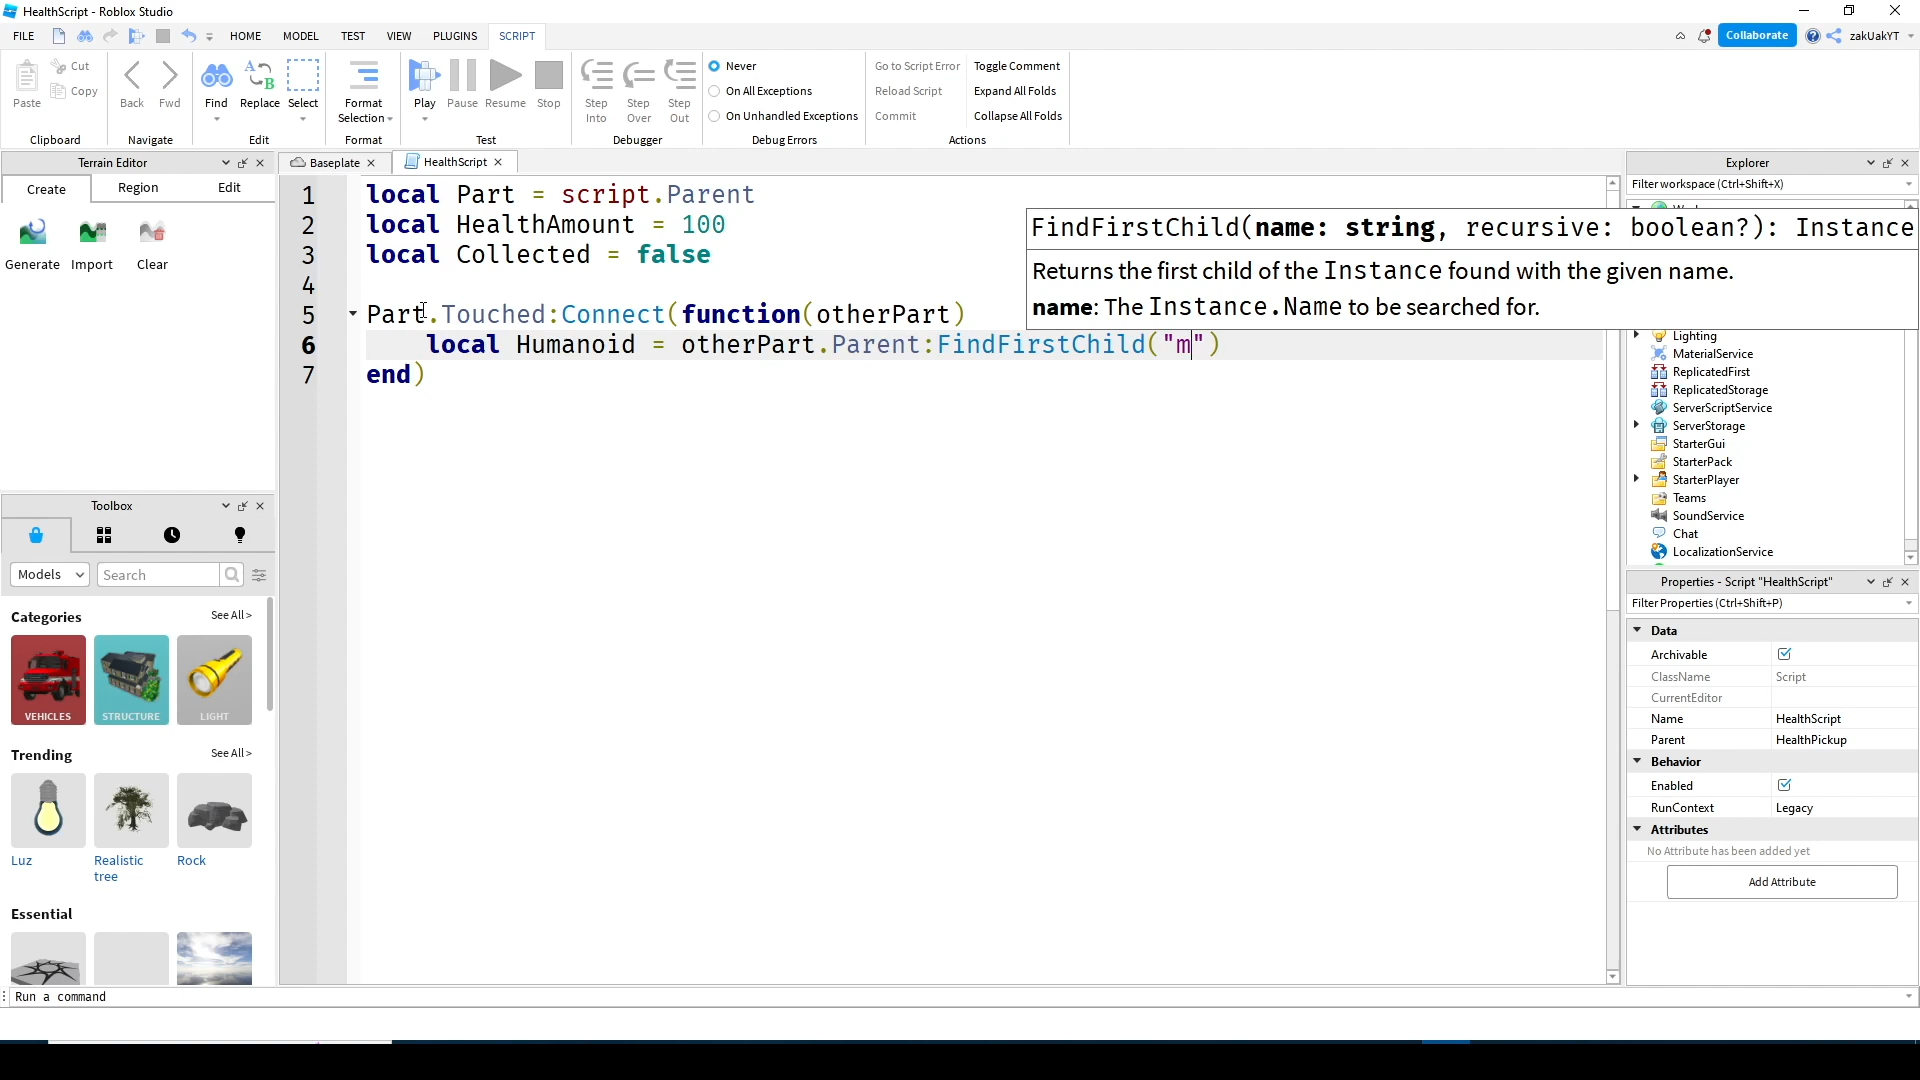 HealthScript - Roblox Studio
FILE HOME MODEL TEST VIEW PLUGINS SCRIPT Collaborate zakUakYT
Paste Cut Copy
Clipboard
Back Fwd
Navigate
Find Replace Select
Edit
Format Selection
Format
Play Pause Resume Stop
Test
Step Into Step Over Step Out
Debugger
Never
On All Exceptions
On Unhandled Exceptions
Debug Errors
Go to Script Error Toggle Comment
Reload Script Expand All Folds
Commit Collapse All Folds
Actions
Terrain Editor
Create Region Edit
Generate Import Clear
Toolbox
Models Search
Categories See All >
VEHICLES STRUCTURE LIGHT
Trending See All >
Luz Realistic tree Rock
Essential
Baseplate HealthScript
1 local Part = script.Parent
2 local HealthAmount = 100
3 local Collected = false
4
5 Part.Touched:Connect(function(otherPart)
6 local Humanoid = otherPart.Parent:FindFirstChild("m")
7 end)
FindFirstChild(name: string, recursive: boolean?): Instance
Returns the first child of the Instance found with the given name.
name: The Instance.Name to be searched for.
Explorer
Filter workspace (Ctrl+Shift+X)
Lighting
MaterialService
ReplicatedFirst
ReplicatedStorage
ServerScriptService
ServerStorage
StarterGui
StarterPack
StarterPlayer
Teams
SoundService
Chat
LocalizationService
Properties - Script "HealthScript"
Filter Properties (Ctrl+Shift+P)
Data
Archivable
ClassName Script
CurrentEditor
Name HealthScript
Parent HealthPickup
Behavior
Enabled
RunContext Legacy
Attributes
No Attribute has been added yet
Add Attribute
Run a command